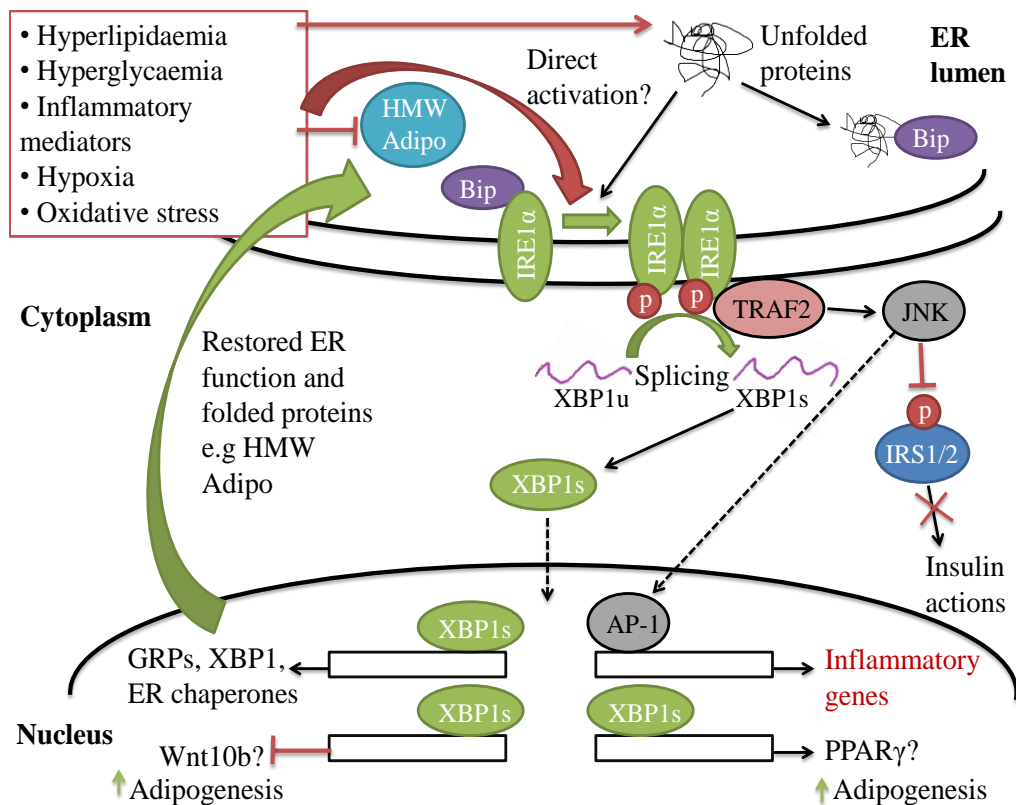 • Hyperlipidaemia
• Hyperglycaemia
• Inflammatory
mediators
• Hypoxia
• Oxidative stress
HMW
Adipo
Direct
activation?
Unfolded
proteins
ER
lumen
Bip
Bip
IRE1α
IRE1α
IRE1α
p
p
TRAF2
JNK
Cytoplasm
Restored ER
function and
folded proteins
e.g HMW
Adipo
Splicing
XBP1u
XBP1s
p
IRS1/2
XBP1s
Insulin
actions
XBP1s
AP-1
GRPs, XBP1,
ER chaperones
Inflammatory
genes
XBP1s
XBP1s
Nucleus
Wnt10b?
Adipogenesis
PPARγ?
Adipogenesis